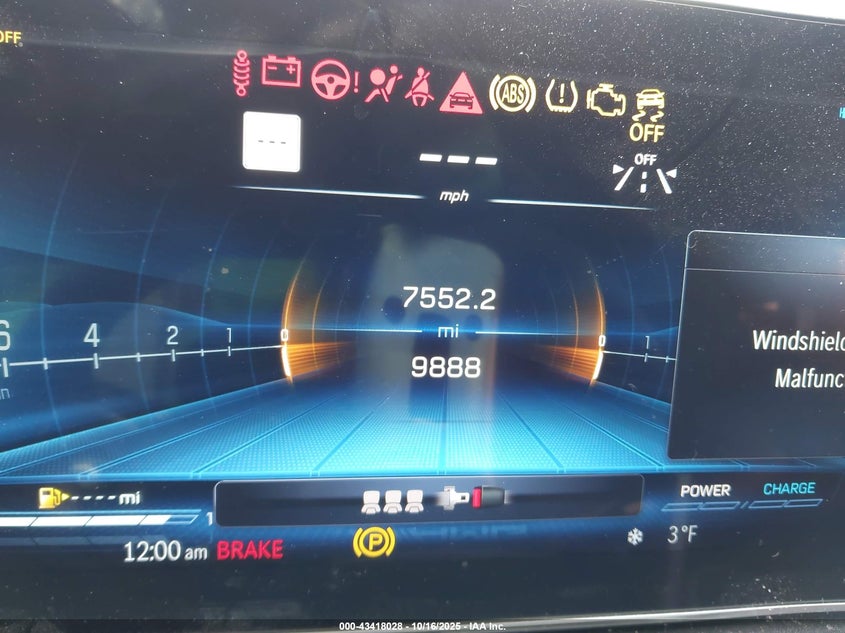 OFF
ABS
OFF
---
---
OFF
mph
7552.2
mi
9888
6 4 2 1 0
0 1
Windshield
Malfunc
----mi
1
POWER CHARGE
12:00 am BRAKE
P
3°F
000-43418028 - 10/16/2025 - IAA Inc.